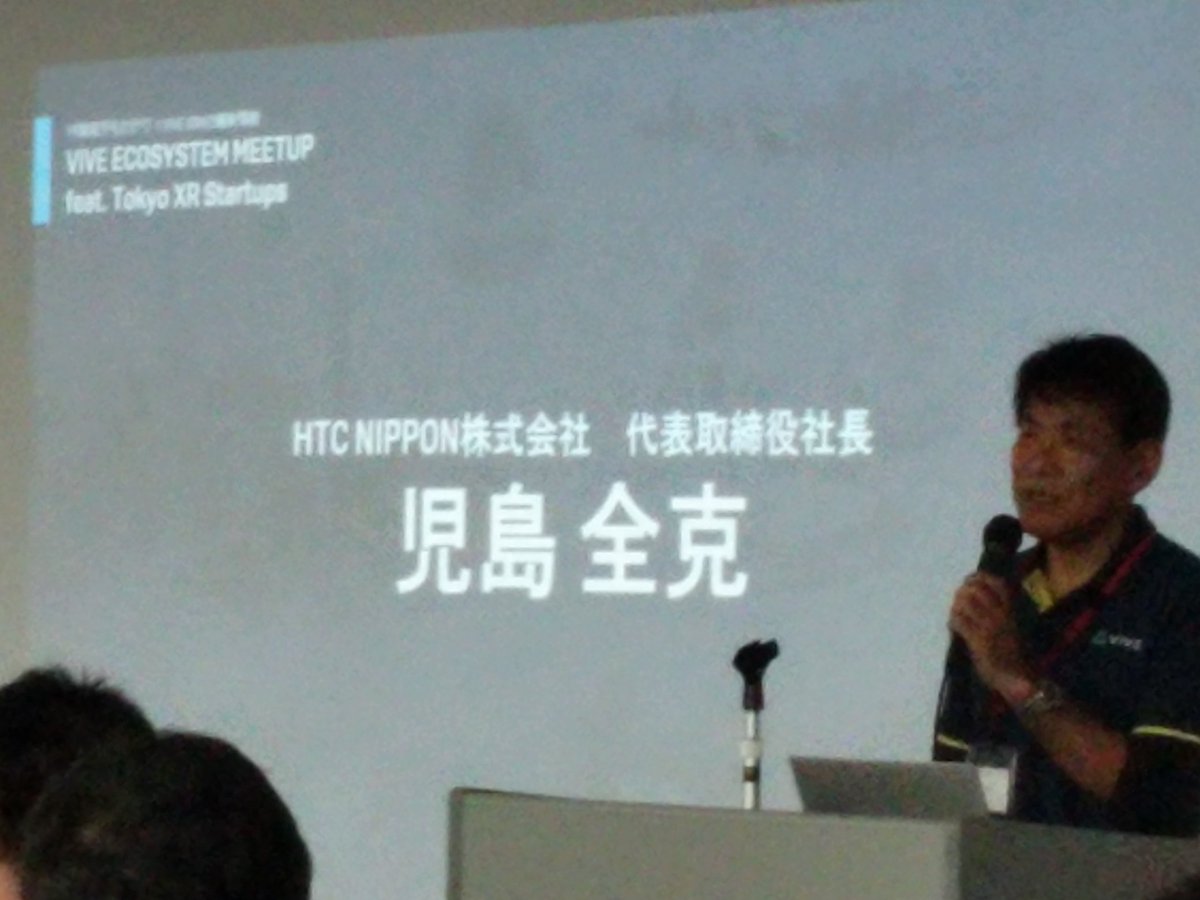 VIVE ECOSYSTEM MEETUP
feat. Tokyo XR Startups
HTC NIPPON株式会社　代表取締役社長
児島 全克
VIVE